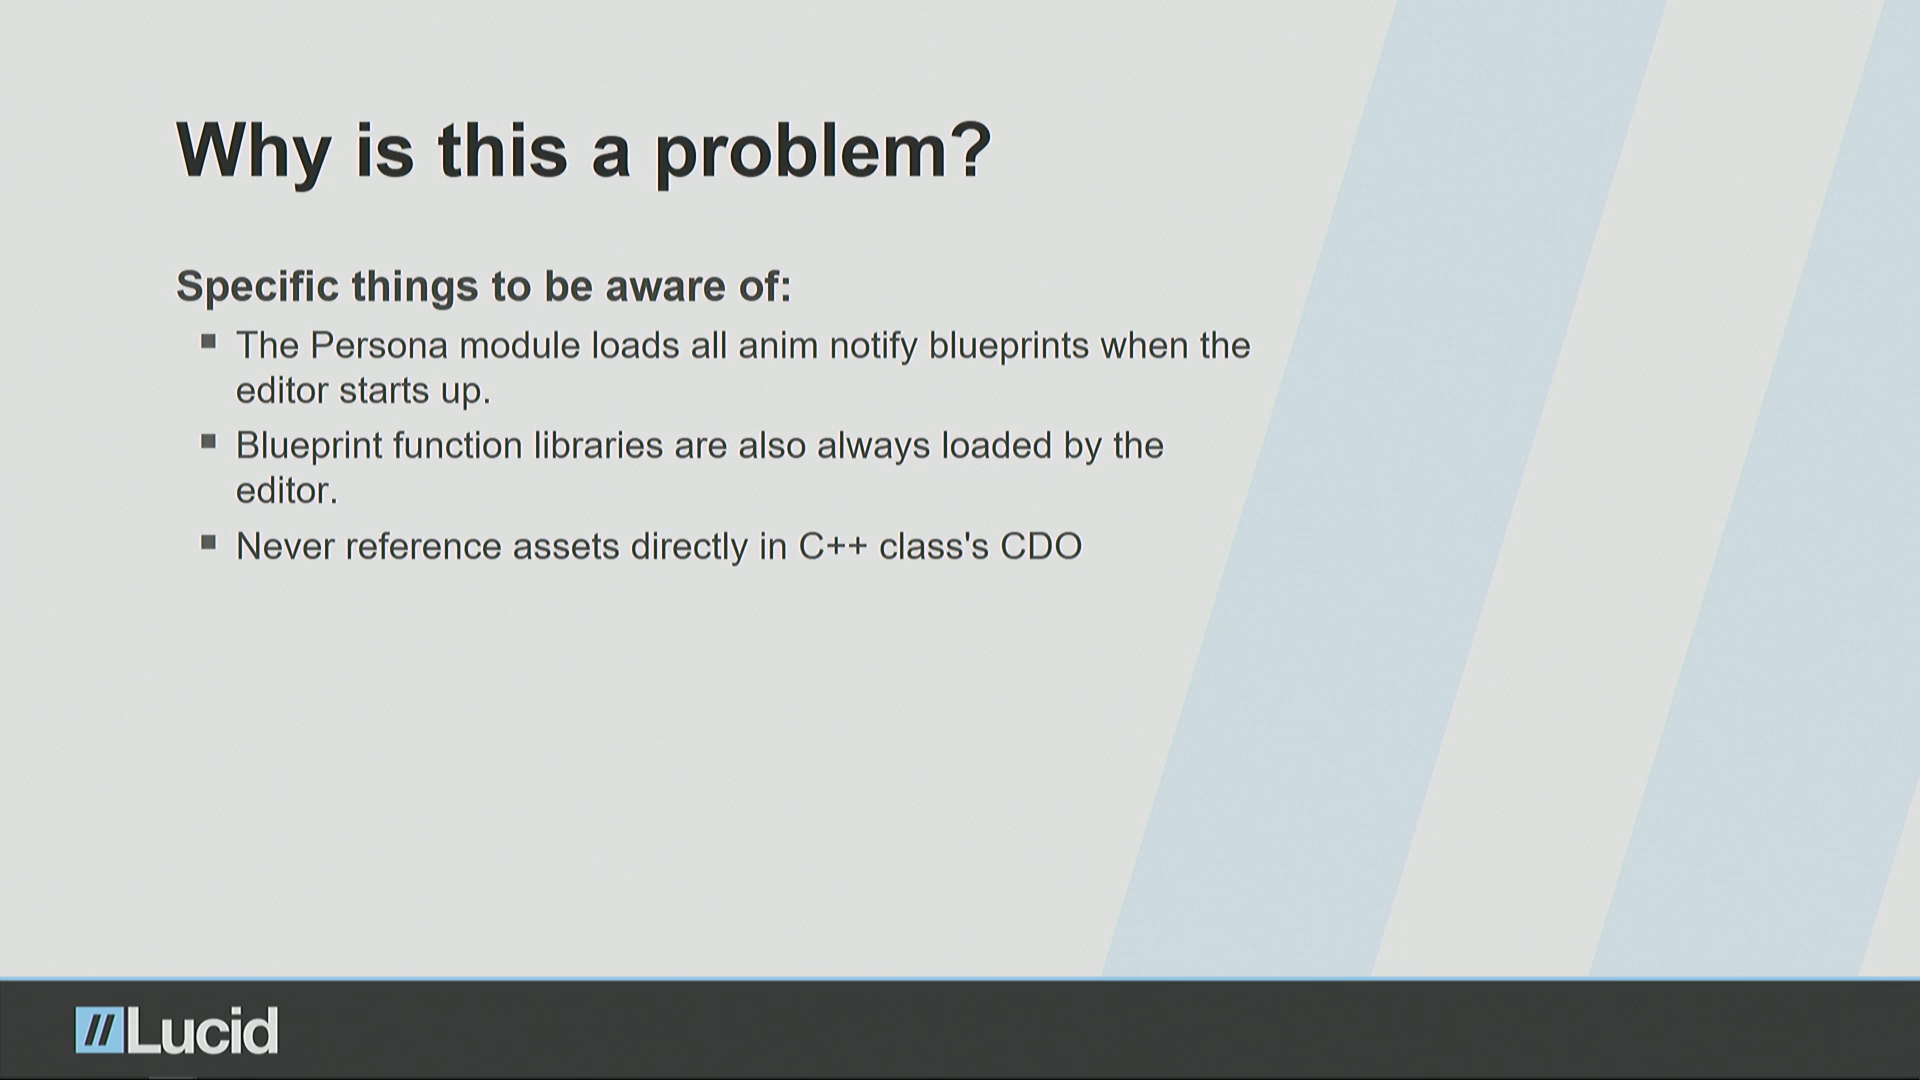 Why is this a problem?
Specific things to be aware of:
The Persona module loads all anim notify blueprints when the
editor starts up.
Blueprint function libraries are also always loaded by the
editor.
Never reference assets directly in C++ class's CDO
//Lucid